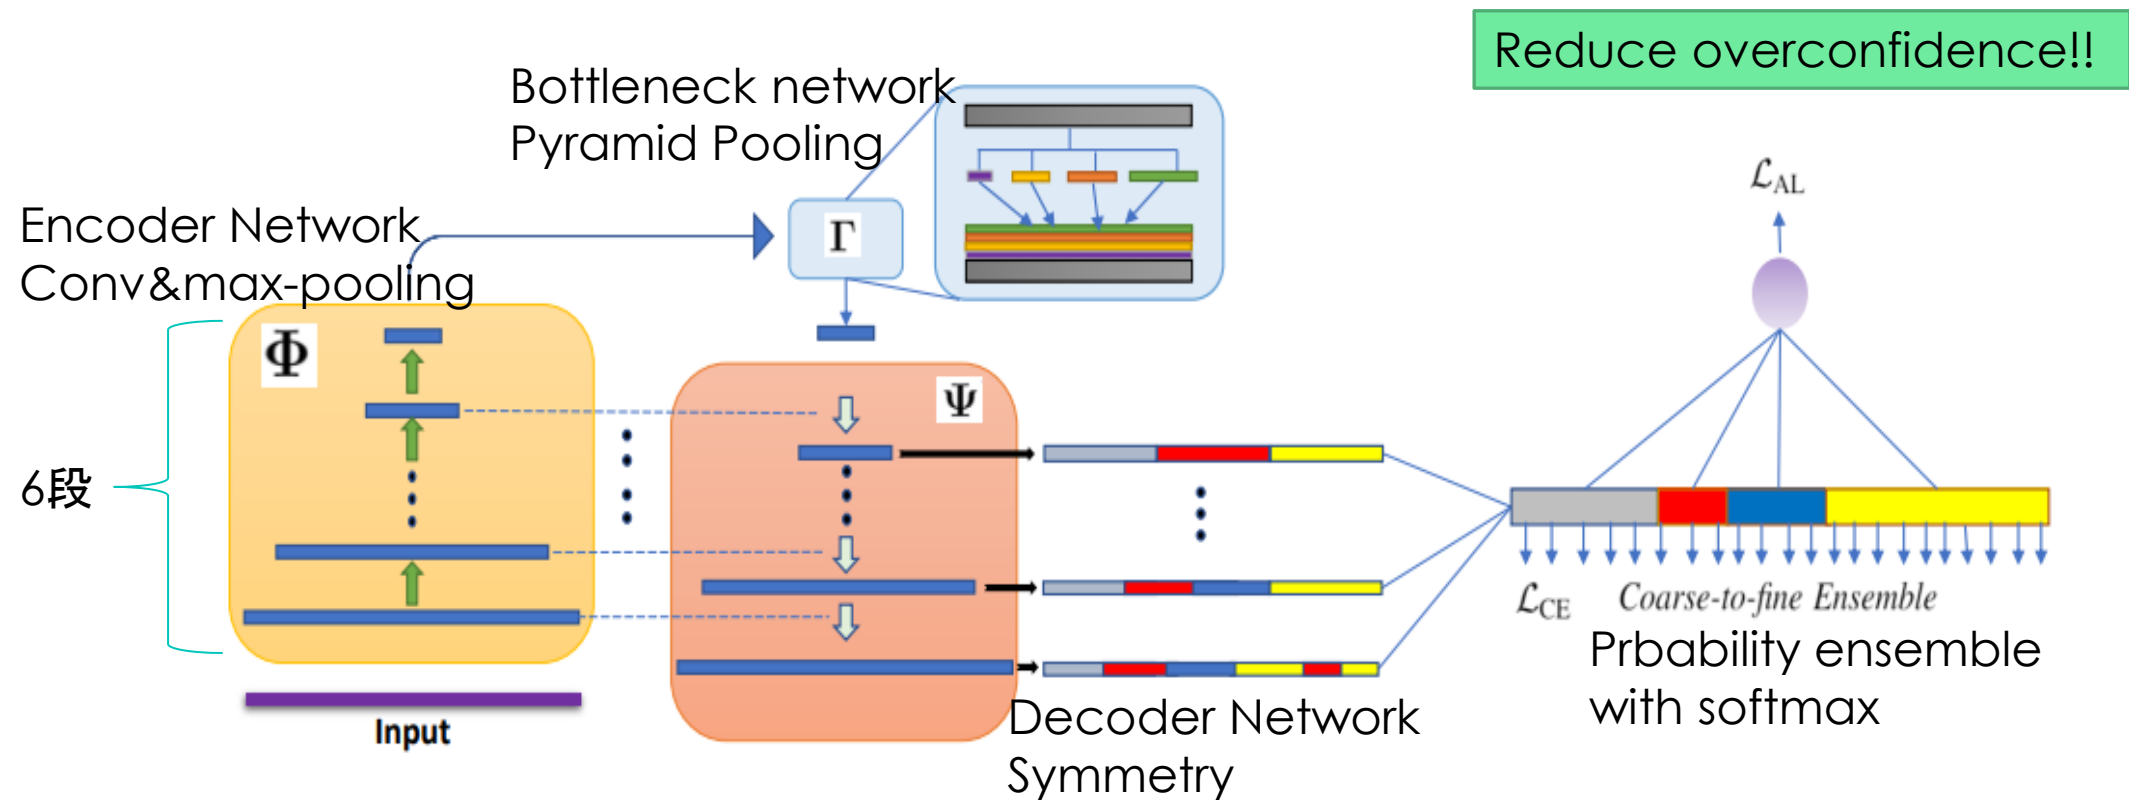 Reduce overconfidence!!
Bottleneck network
Pyramid Pooling
Encoder Network
Conv&max-pooling
Γ
Φ
Ψ
6段
Input
Decoder Network
Symmetry
ℒAL
ℒCE
Coarse-to-fine Ensemble
Prbability ensemble
with softmax